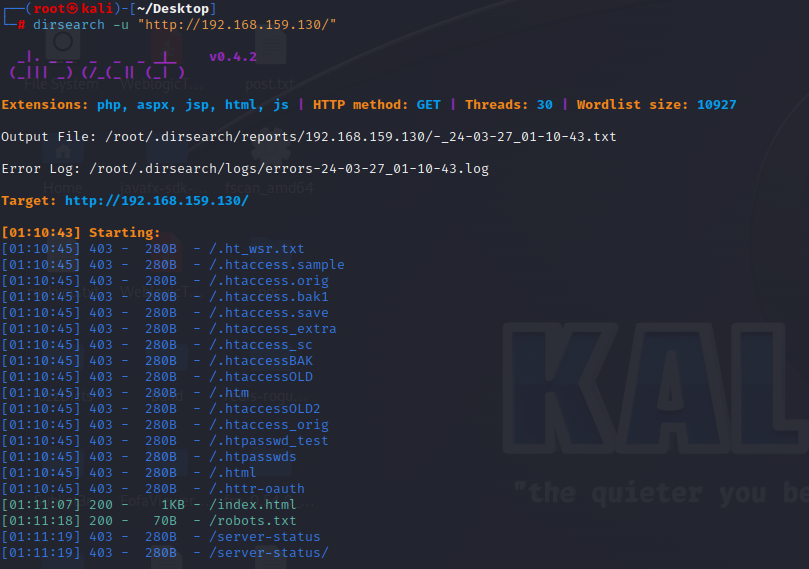 ┌──(root㉿kali)-[~/Desktop]
└─# dirsearch -u "http://192.168.159.130/"
_|. _ _ _ _ _ _|_ v0.4.2
(_||| _) (/_(_|| (_| )
Extensions: php, aspx, jsp, html, js | HTTP method: GET | Threads: 30 | Wordlist size: 10927
Output File: /root/.dirsearch/reports/192.168.159.130/-_24-03-27_01-10-43.txt
Error Log: /root/.dirsearch/logs/errors-24-03-27_01-10-43.log
Target: http://192.168.159.130/
[01:10:43] Starting:
[01:10:45] 403 - 280B - /.ht_wsr.txt
[01:10:45] 403 - 280B - /.htaccess.sample
[01:10:45] 403 - 280B - /.htaccess.orig
[01:10:45] 403 - 280B - /.htaccess.bak1
[01:10:45] 403 - 280B - /.htaccess.save
[01:10:45] 403 - 280B - /.htaccess_extra
[01:10:45] 403 - 280B - /.htaccess_sc
[01:10:45] 403 - 280B - /.htaccessBAK
[01:10:45] 403 - 280B - /.htaccessOLD
[01:10:45] 403 - 280B - /.htm
[01:10:45] 403 - 280B - /.htaccessOLD2
[01:10:45] 403 - 280B - /.htaccess_orig
[01:10:45] 403 - 280B - /.htpasswd_test
[01:10:45] 403 - 280B - /.htpasswds
[01:10:45] 403 - 280B - /.html
[01:10:45] 403 - 280B - /.httr-oauth
[01:11:07] 200 - 1KB - /index.html
[01:11:18] 200 - 70B - /robots.txt
[01:11:19] 403 - 280B - /server-status
[01:11:19] 403 - 280B - /server-status/
File System
post.txt
Home
fscan_amd64
KAL
"the quieter you be